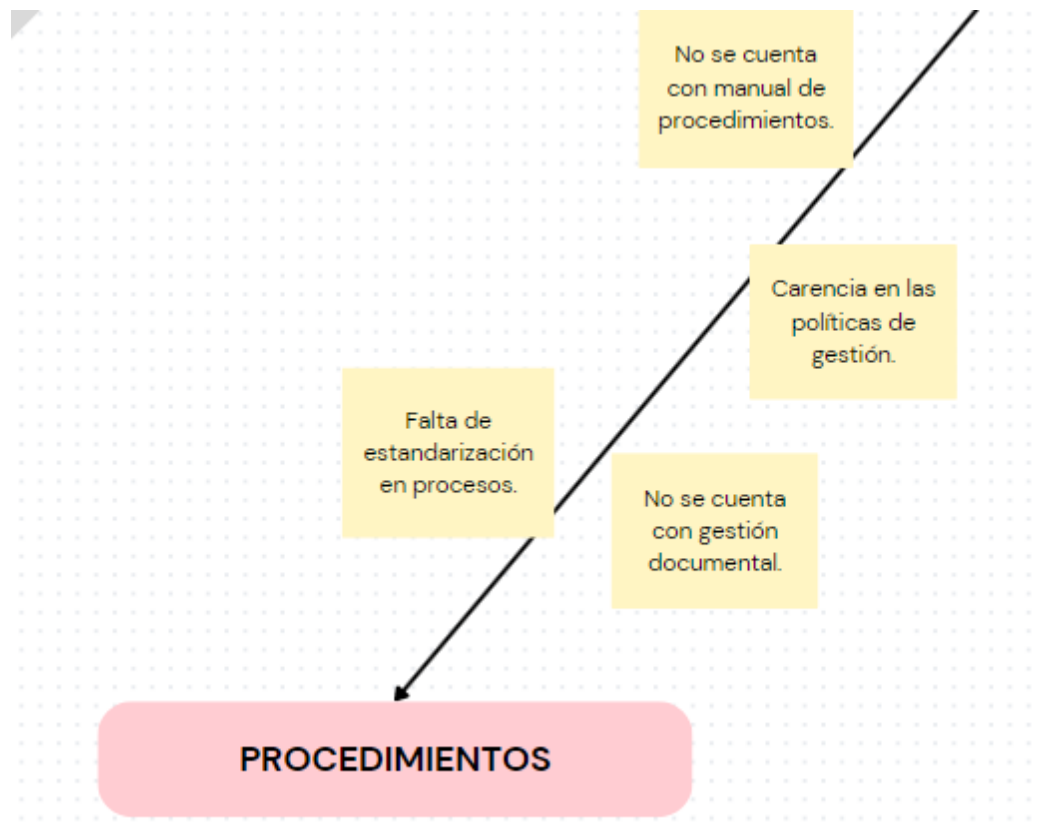 No se cuenta
con manual de
procedimientos.
Carencia en las
políticas de
gestión.
Falta de
estandarización
en procesos.
No se cuenta
con gestión
documental.
PROCEDIMIENTOS